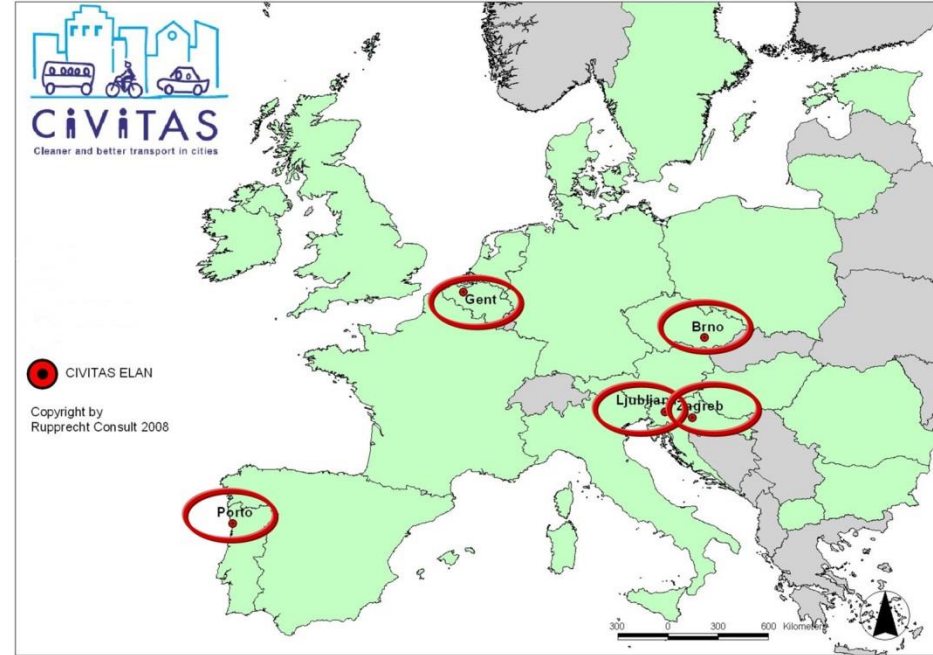 CiViTAS
Cleaner and better transport in cities
Gent
Brno
Ljubljan
Zagreb
CIVITAS ELAN
Copyright by
Rupprecht Consult 2008
Porto
300 0 300 600 Kilometers